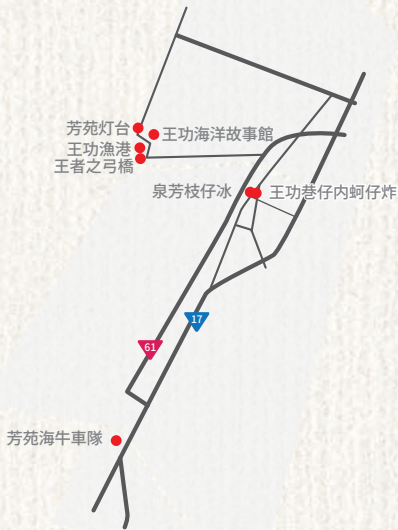 芳苑灯台
王功海洋故事館
王功漁港
王者之弓橋
泉芳枝仔冰
王功巷仔内蚵仔炸
17
61
芳苑海牛車隊